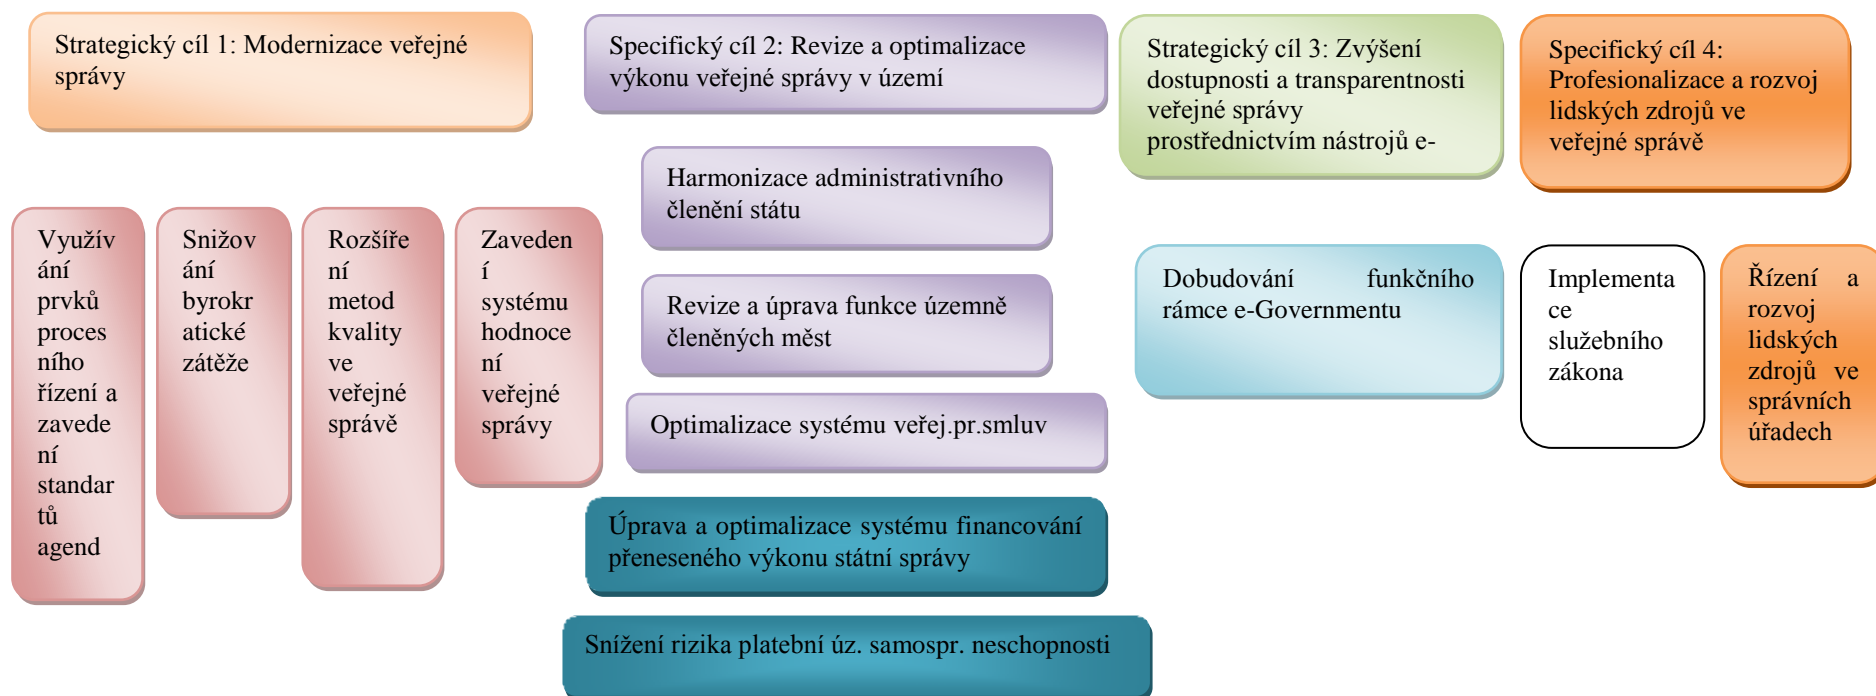 Strategický cíl 1: Modernizace veřejné
správy
Specifický cíl 2: Revize a optimalizace
výkonu veřejné správy v území
Strategický cíl 3: Zvýšení
dostupnosti a transparentnosti
veřejné správy
prostřednictvím nástrojů e-
Specifický cíl 4:
Profesionalizace a rozvoj
lidských zdrojů ve
veřejné správě
Využív
ání
prvků
proces
ního
řízení a
zavede
ní
standar
tů
agend
Snižov
ání
byrokr
atické
zátěže
Rozšíře
ní
metod
kvality
ve
veřejné
správě
Zaveden
í
systému
hodnoce
ní
veřejné
správy
Harmonizace administrativního
členění státu
Revize a úprava funkce územně
členěných měst
Optimalizace systému veřej.pr.smluv
Úprava a optimalizace systému financování
přeneseného výkonu státní správy
Snížení rizika platební úz. samospr. neschopnosti
Dobudování funkčního
rámce e-Governmentu
Implementa
ce
služebního
zákona
Řízení a
rozvoj
lidských
zdrojů ve
správních
úřadech